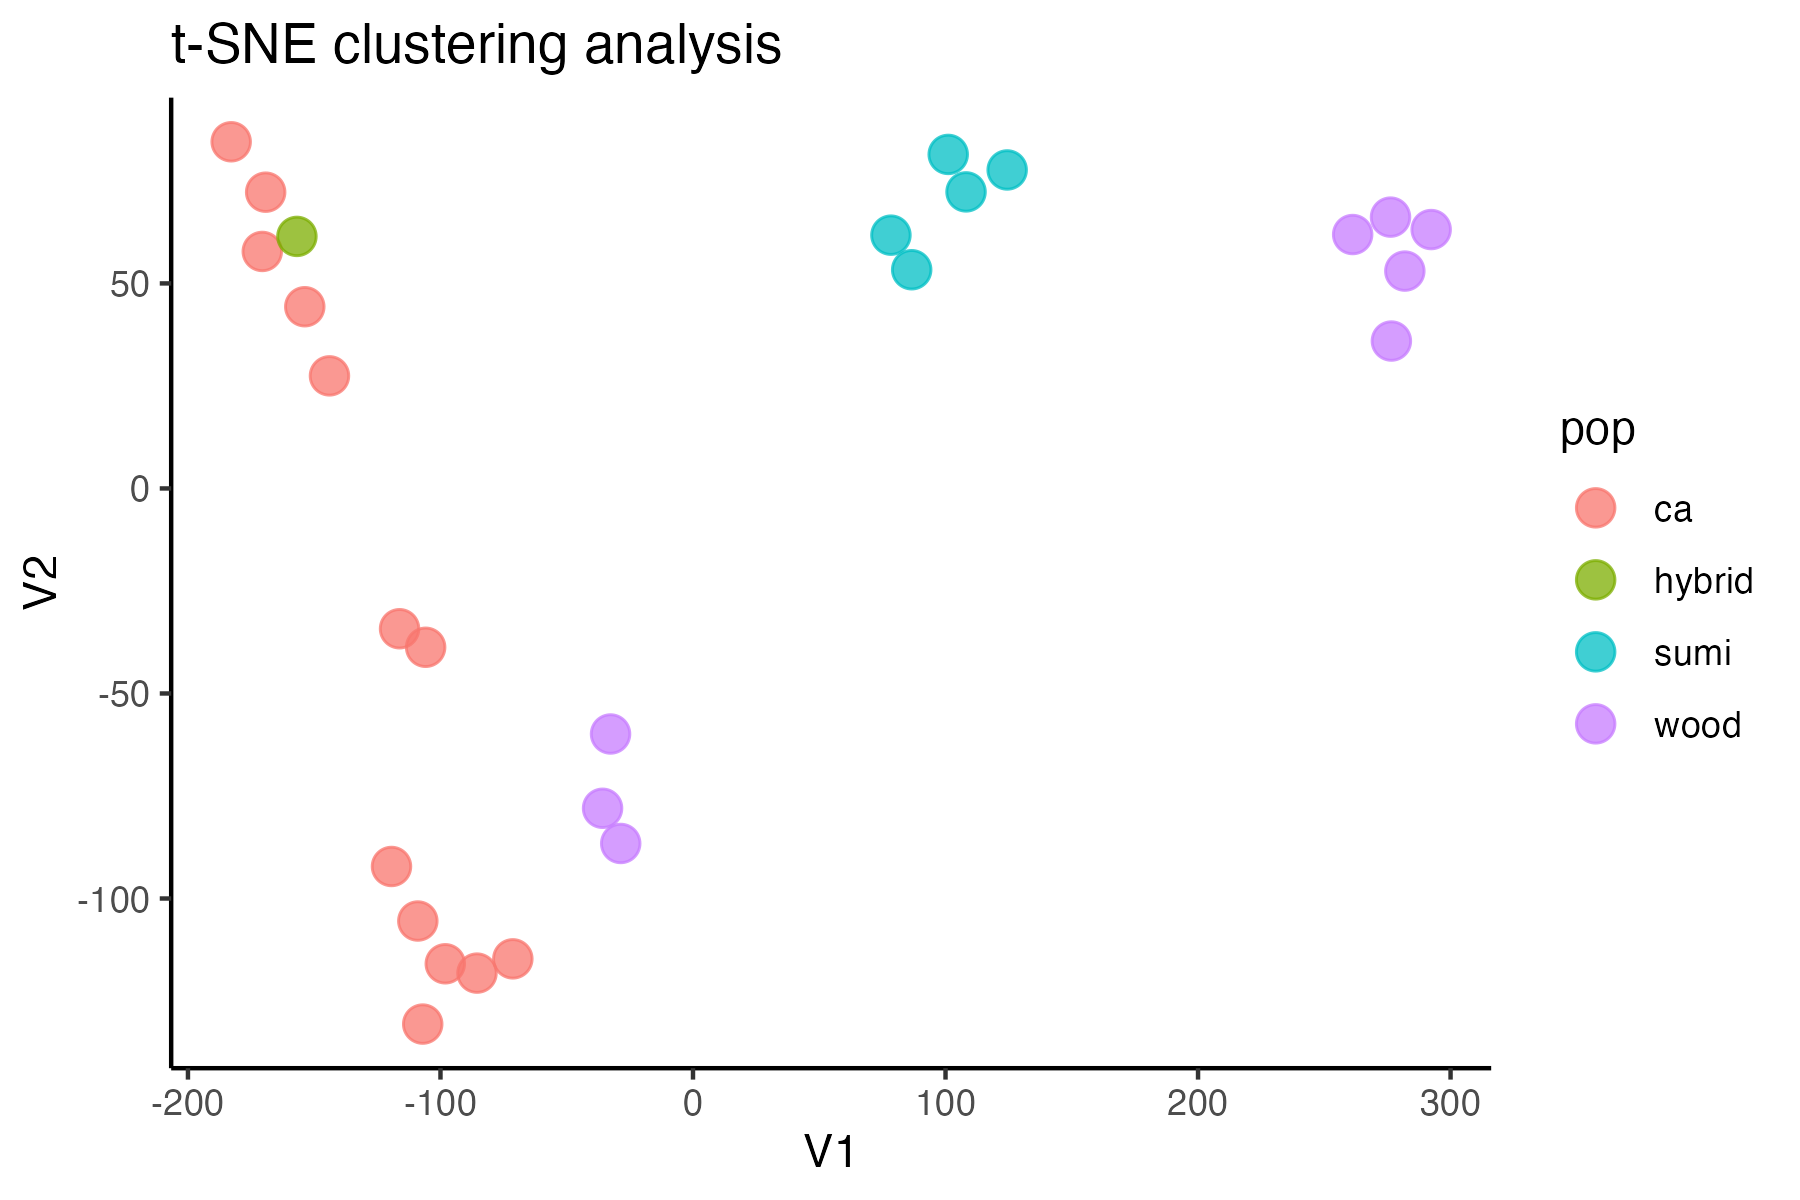 t-SNE clustering analysis
50
0
-50
-100
V2
-200
-100
0
100
200
300
V1
pop
ca
hybrid
sumi
wood